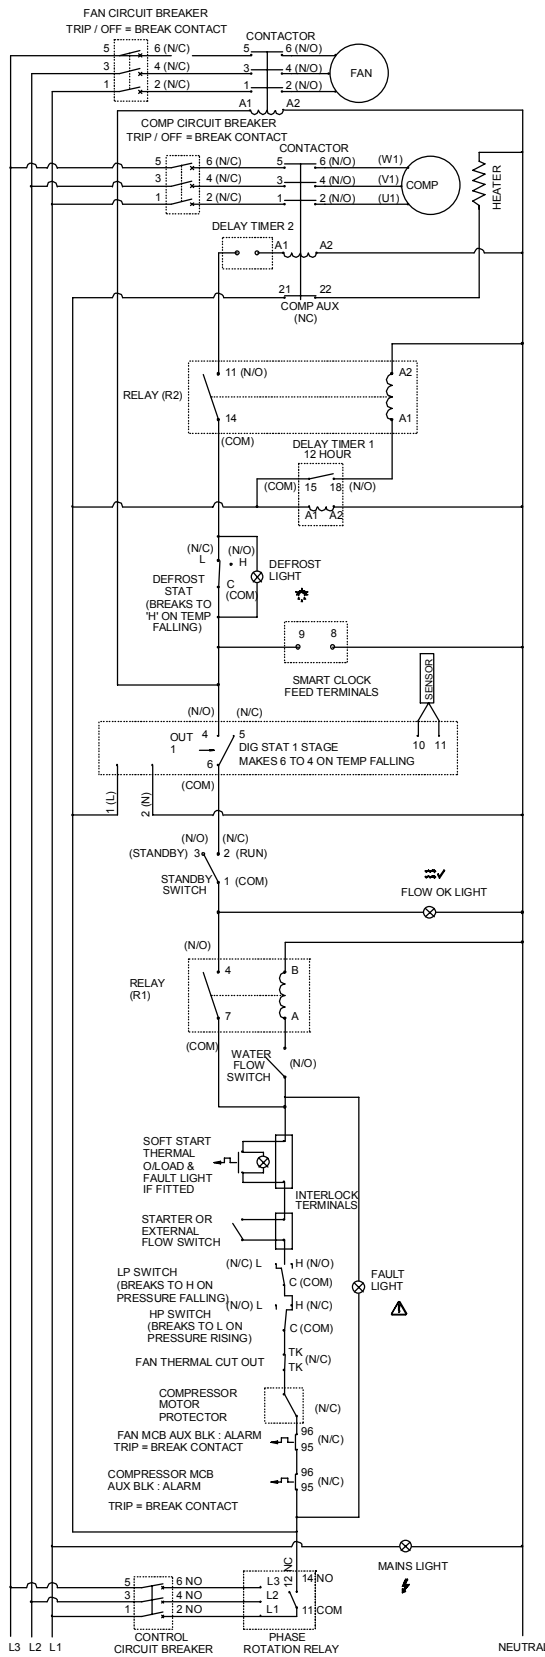 FAN CIRCUIT BREAKER
TRIP / OFF = BREAK CONTACT
CONTACTOR
5 6 (N/C) 5 6 (N/O)
3 4 (N/C) 3 4 (N/O)
1 2 (N/C) 1 2 (N/O)
FAN
A1 A2
COMP CIRCUIT BREAKER
TRIP / OFF = BREAK CONTACT
CONTACTOR
5 6 (N/C) 5 6 (N/O) (W1)
3 4 (N/C) 3 4 (N/O) (V1)
1 2 (N/C) 1 2 (N/O) (U1)
COMP
HEATER
DELAY TIMER 2
A1 A2
21 22
COMP AUX
(NC)
11 (N/O)
A2
RELAY (R2)
14
A1
(COM)
DELAY TIMER 1
12 HOUR
(COM) 15 18 (N/O)
A1 A2
(N/C) (N/O)
L H
C
(COM)
DEFROST
LIGHT
DEFROST
STAT
(BREAKS TO
'H' ON TEMP
FALLING)
9 8
SMART CLOCK
FEED TERMINALS
SENSOR
(N/O) (N/C)
OUT
1
4 5
6
DIG STAT 1 STAGE
MAKES 6 TO 4 ON TEMP FALLING
10 11
(COM)
1 (L)
2 (N)
(N/O) (N/C)
(STANDBY) 3 2 (RUN)
STANDBY
SWITCH
1 (COM)
FLOW OK LIGHT
(N/O)
4 B
RELAY
(R1)
7 A
(COM)
WATER
FLOW
SWITCH
(N/O)
SOFT START
THERMAL
O/LOAD &
FAULT LIGHT
IF FITTED
INTERLOCK
TERMINALS
STARTER OR
EXTERNAL
FLOW SWITCH
(N/C) L H (N/O)
LP SWITCH
(BREAKS TO H ON
PRESSURE FALLING)
C (COM)
(N/O) L H (N/C)
HP SWITCH
(BREAKS TO L ON
PRESSURE RISING)
C (COM)
FAULT
LIGHT
FAN THERMAL CUT OUT
TK
TK
(N/C)
COMPRESSOR
MOTOR
PROTECTOR
(N/C)
FAN MCB AUX BLK : ALARM
TRIP = BREAK CONTACT
96
95
(N/C)
COMPRESSOR MCB
AUX BLK : ALARM
TRIP = BREAK CONTACT
96
95
(N/C)
MAINS LIGHT
12 NC
14 NO
5 6 NO L3
3 4 NO L2
1 2 NO L1
11 COM
CONTROL
CIRCUIT BREAKER
PHASE
ROTATION RELAY
L3 L2 L1
NEUTRAL